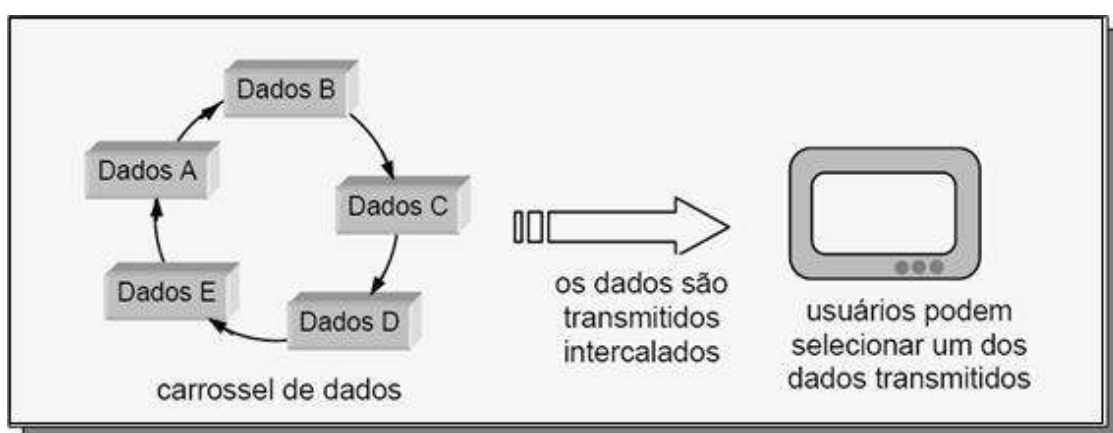 Dados B
Dados A
Dados C
Dados E
Dados D
carrossel de dados
os dados são
transmitidos
intercalados
usuários podem
selecionar um dos
dados transmitidos